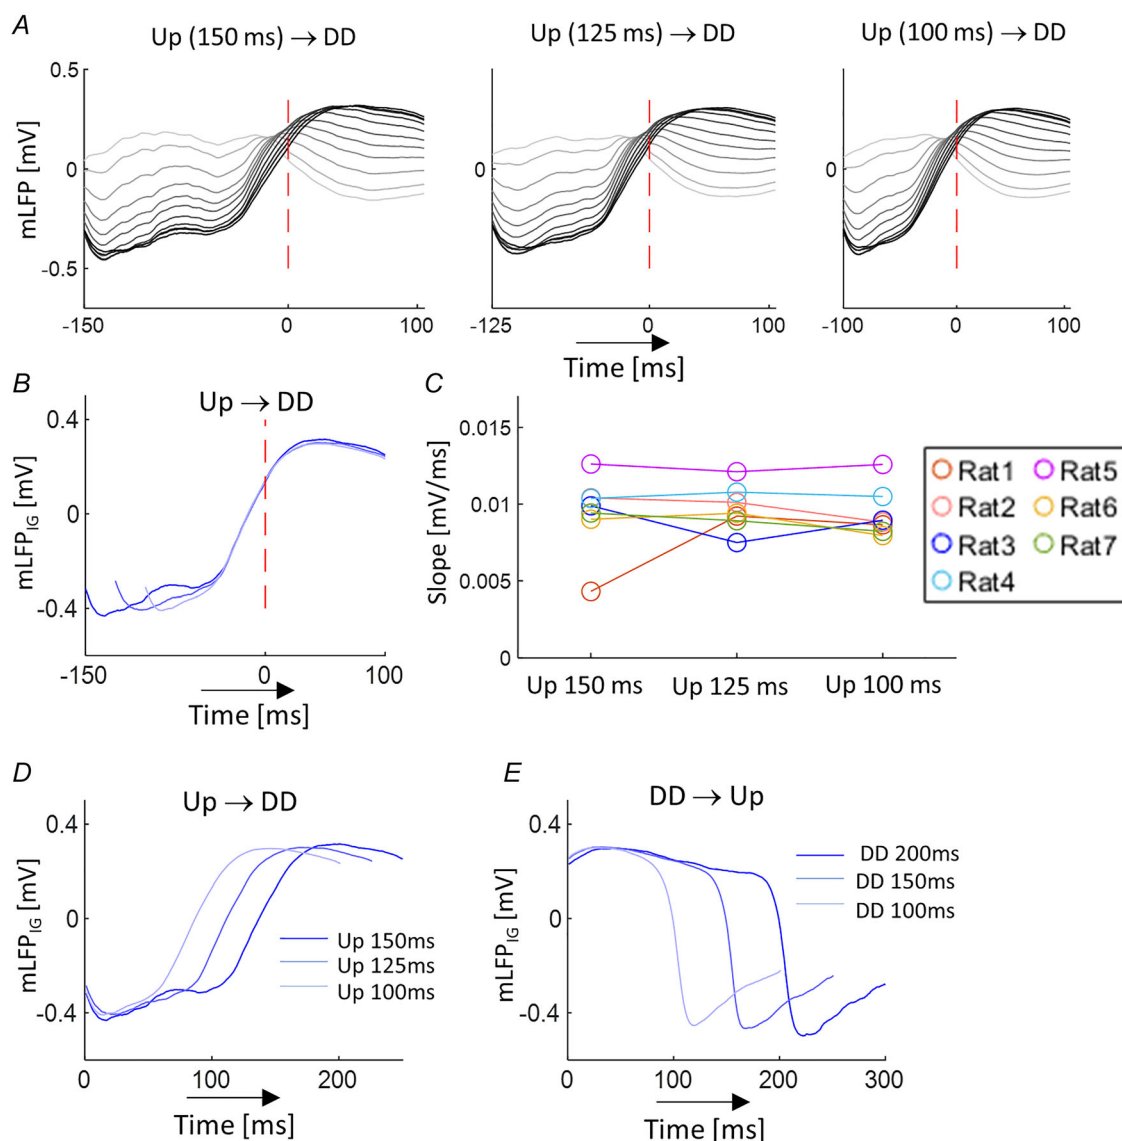 A
Up (150 ms) → DD
Up (125 ms) → DD
Up (100 ms) → DD
mLFP [mV]
0.5
0
-0.5
-150
0
100
0
-125
0
100
0
-100
0
100
Time [ms]
B
Up → DD
mLFP_IG [mV]
0.4
0
-0.4
-150
0
100
Time [ms]
C
Slope [mV/ms]
0.015
0.010
0.005
0
Up 150 ms
Up 125 ms
Up 100 ms
Rat1
Rat2
Rat3
Rat4
Rat5
Rat6
Rat7
D
Up → DD
mLFP_IG [mV]
0.4
0
-0.4
Up 150ms
Up 125ms
Up 100ms
0
100
200
Time [ms]
E
DD → Up
mLFP_IG [mV]
0.4
0
-0.4
DD 200ms
DD 150ms
DD 100ms
0
100
200
300
Time [ms]